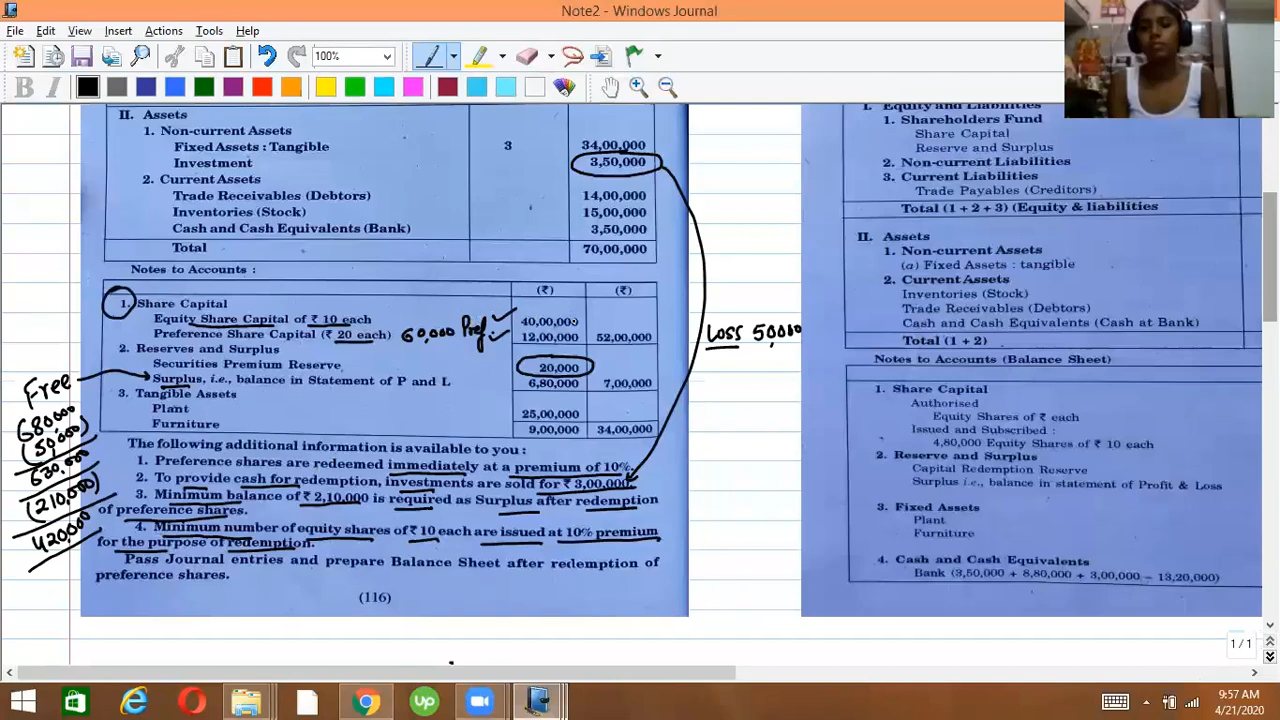 Note2 - Windows Journal
File Edit View Insert Actions Tools Help
100%
B I
II. Assets
1. Non-current Assets
Fixed Assets : Tangible 3 34,00,000
Investment 3,50,000
2. Current Assets
Trade Receivables (Debtors) 14,00,000
Inventories (Stock) 15,00,000
Cash and Cash Equivalents (Bank) 3,50,000
Total 70,00,000
Notes to Accounts :
(₹) (₹)
1. Share Capital
Equity Share Capital of ₹ 10 each 40,00,000
Preference Share Capital (₹ 20 each) 60,000 Pref. 12,00,000 52,00,000
2. Reserves and Surplus
Securities Premium Reserve 20,000
Surplus, i.e., balance in Statement of P and L 6,80,000 7,00,000
3. Tangible Assets
Plant 25,00,000
Furniture 9,00,000 34,00,000
Loss 50,000
Free
680,000
(50,000)
630,000
(210,000)
420,000
The following additional information is available to you :
1. Preference shares are redeemed immediately at a premium of 10%.
2. To provide cash for redemption, investments are sold for ₹ 3,00,000.
3. Minimum balance of ₹ 2,10,000 is required as Surplus after redemption
of preference shares.
4. Minimum number of equity shares of ₹ 10 each are issued at 10% premium
for the purpose of redemption.
Pass Journal entries and prepare Balance Sheet after redemption of
preference shares.
(116)
I. Equity and Liabilities
1. Shareholders Fund
Share Capital
Reserve and Surplus
2. Non-current Liabilities
3. Current Liabilities
Trade Payables (Creditors)
Total (1 + 2 + 3) (Equity & liabilities
II. Assets
1. Non-current Assets
(a) Fixed Assets : tangible
2. Current Assets
Inventories (Stock)
Trade Receivables (Debtors)
Cash and Cash Equivalents (Cash at Bank)
Total (1 + 2)
Notes to Accounts (Balance Sheet)
1. Share Capital
Authorised
Equity Shares of ₹ each
Issued and Subscribed :
4,80,000 Equity Shares of ₹ 10 each
2. Reserve and Surplus
Capital Redemption Reserve
Surplus i.e., balance in statement of Profit & Loss
3. Fixed Assets
Plant
Furniture
4. Cash and Cash Equivalents
Bank (3,50,000 + 8,80,000 + 3,00,000 – 13,20,000)
1 / 1
up
9:57 AM
4/21/2020